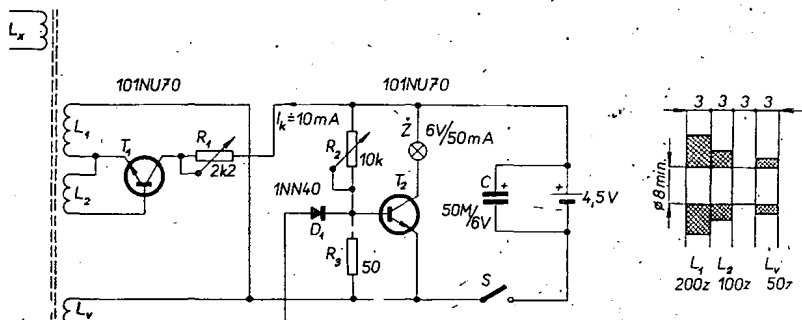 Lx
101NU70
101NU70
L1
T1
R1
2k2
Ik=10mA
R2
10k
Ž
6V/50mA
L2
1NN40
D1
T2
C
+
50M/6V
+
-
4,5V
R3
50
S
Lv
3 3 3 3
ø8 min.
L1 L2 Lv
200z 100z 50z